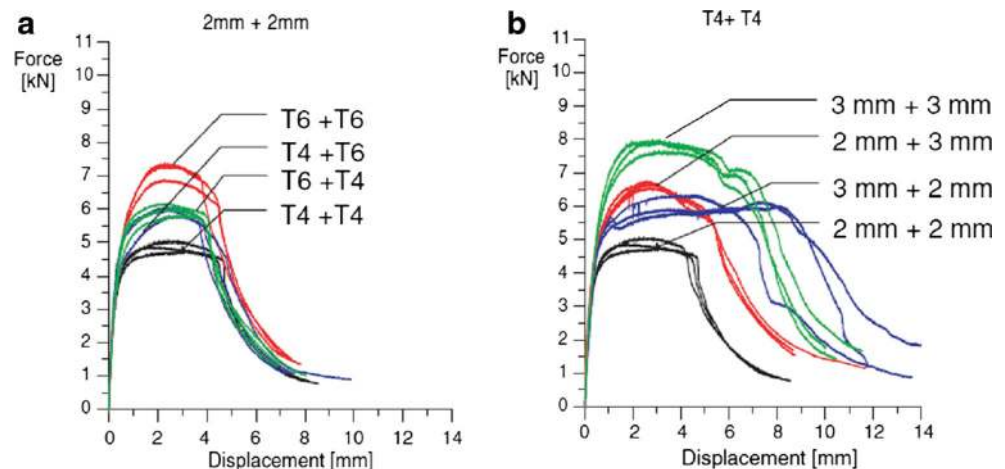 a
2mm + 2mm
Force
[kN]
11
10
9
8
7
6
5
4
3
2
1
0
T6 +T6
T4 +T6
T6 +T4
T4 +T4
0 2 4 6 8 10 12 14
Displacement [mm]
b
T4+ T4
Force
[kN]
11
10
9
8
7
6
5
4
3
2
1
0
3 mm + 3 mm
2 mm + 3 mm
3 mm + 2 mm
2 mm + 2 mm
0 2 4 6 8 10 12 14
Displacement [mm]